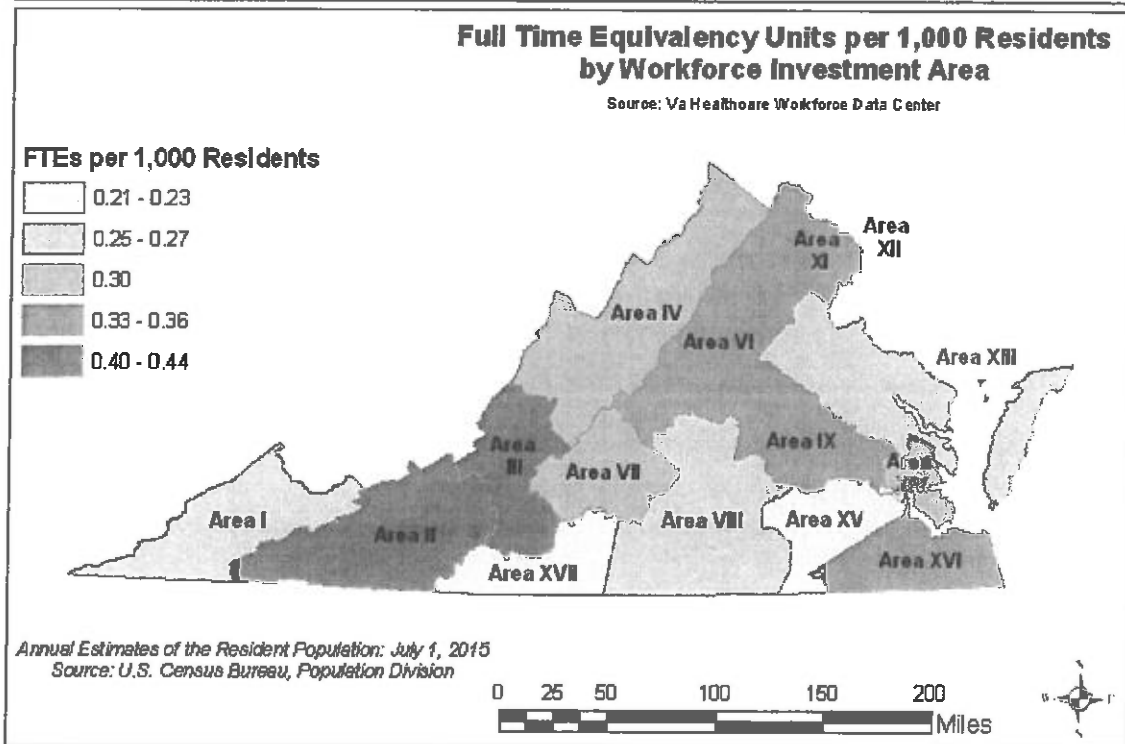 Full Time Equivalency Units per 1,000 Residents
by Workforce Investment Area
Source: Va Healthcare Workforce Data Center
FTEs per 1,000 Residents
0.21 - 0.23
0.25 - 0.27
0.30
0.33 - 0.36
0.40 - 0.44
Area
XII
Area
XI
Area IV
Area VI
Area XIII
Area
III
Area IX
Area VII
Area
Area I
Area II
Area VIII
Area XV
Area XVII
Area XVI
Annual Estimates of the Resident Population: July 1, 2015
Source: U.S. Census Bureau, Population Division
0 25 50 100 150 200
Miles
W